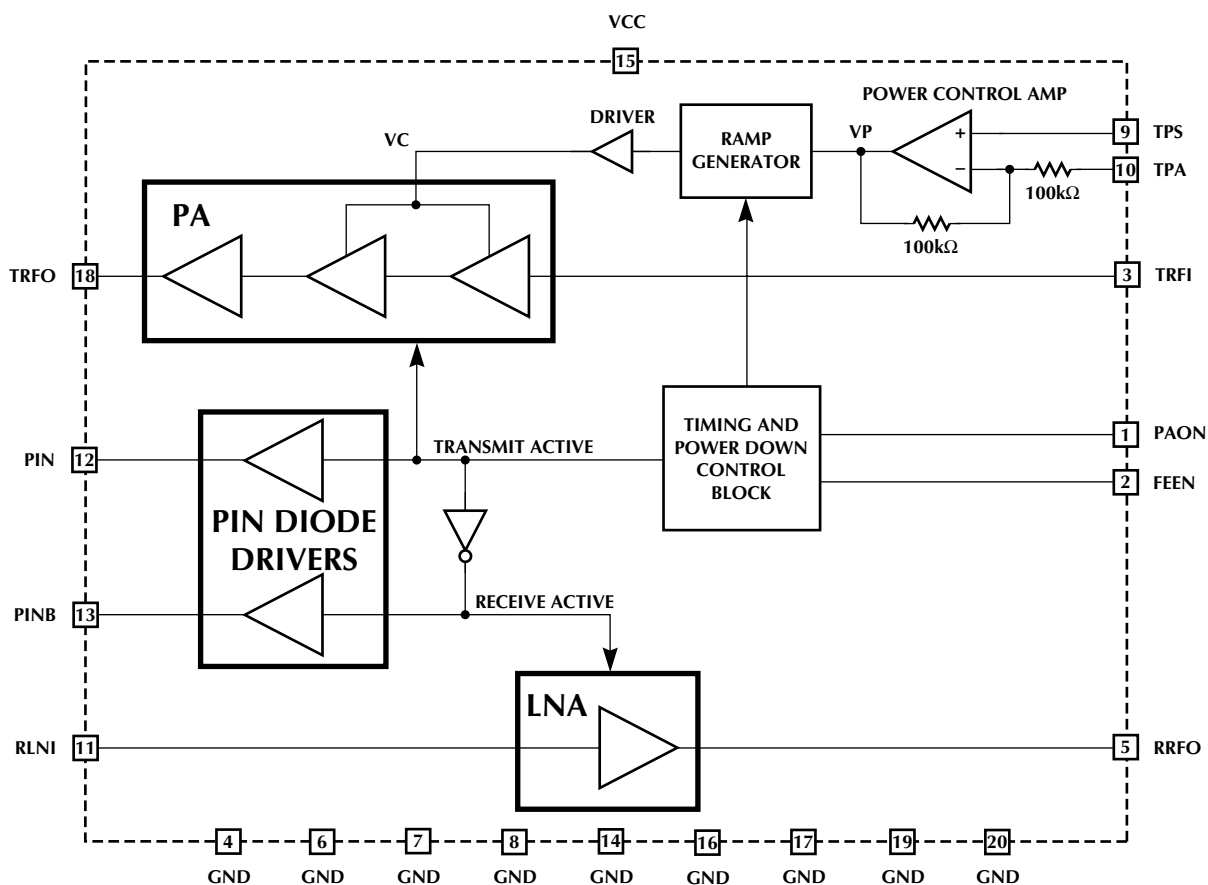 VCC
15
POWER CONTROL AMP
DRIVER
VC
RAMP
GENERATOR
VP
+
−
9 TPS
10 TPA
100kΩ
100kΩ
PA
TRFO 18
3 TRFI
TIMING AND
POWER DOWN
CONTROL
BLOCK
1 PAON
2 FEEN
TRANSMIT ACTIVE
PIN 12
PIN DIODE
DRIVERS
PINB 13
RECEIVE ACTIVE
LNA
RLNI 11
5 RRFO
4 6 7 8 14 16 17 19 20
GND GND GND GND GND GND GND GND GND